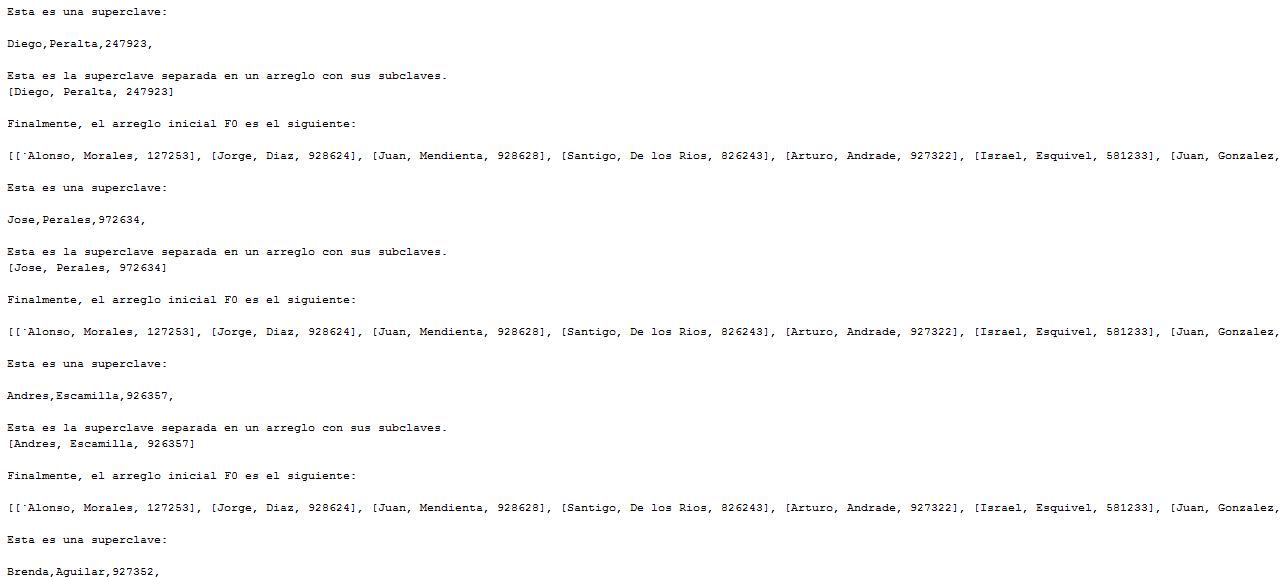 Esta es una superclave:
Diego,Peralta,247923,
Esta es la superclave separada en un arreglo con sus subclaves.
[Diego, Peralta, 247923]
Finalmente, el arreglo inicial F0 es el siguiente:
[[˙Alonso, Morales, 127253], [Jorge, Diaz, 928624], [Juan, Mendienta, 928628], [Santigo, De los Rios, 826243], [Arturo, Andrade, 927322], [Israel, Esquivel, 581233], [Juan, Gonzalez,
Esta es una superclave:
Jose,Perales,972634,
Esta es la superclave separada en un arreglo con sus subclaves.
[Jose, Perales, 972634]
Finalmente, el arreglo inicial F0 es el siguiente:
[[˙Alonso, Morales, 127253], [Jorge, Diaz, 928624], [Juan, Mendienta, 928628], [Santigo, De los Rios, 826243], [Arturo, Andrade, 927322], [Israel, Esquivel, 581233], [Juan, Gonzalez,
Esta es una superclave:
Andres,Escamilla,926357,
Esta es la superclave separada en un arreglo con sus subclaves.
[Andres, Escamilla, 926357]
Finalmente, el arreglo inicial F0 es el siguiente:
[[˙Alonso, Morales, 127253], [Jorge, Diaz, 928624], [Juan, Mendienta, 928628], [Santigo, De los Rios, 826243], [Arturo, Andrade, 927322], [Israel, Esquivel, 581233], [Juan, Gonzalez,
Esta es una superclave:
Brenda,Aguilar,927352,